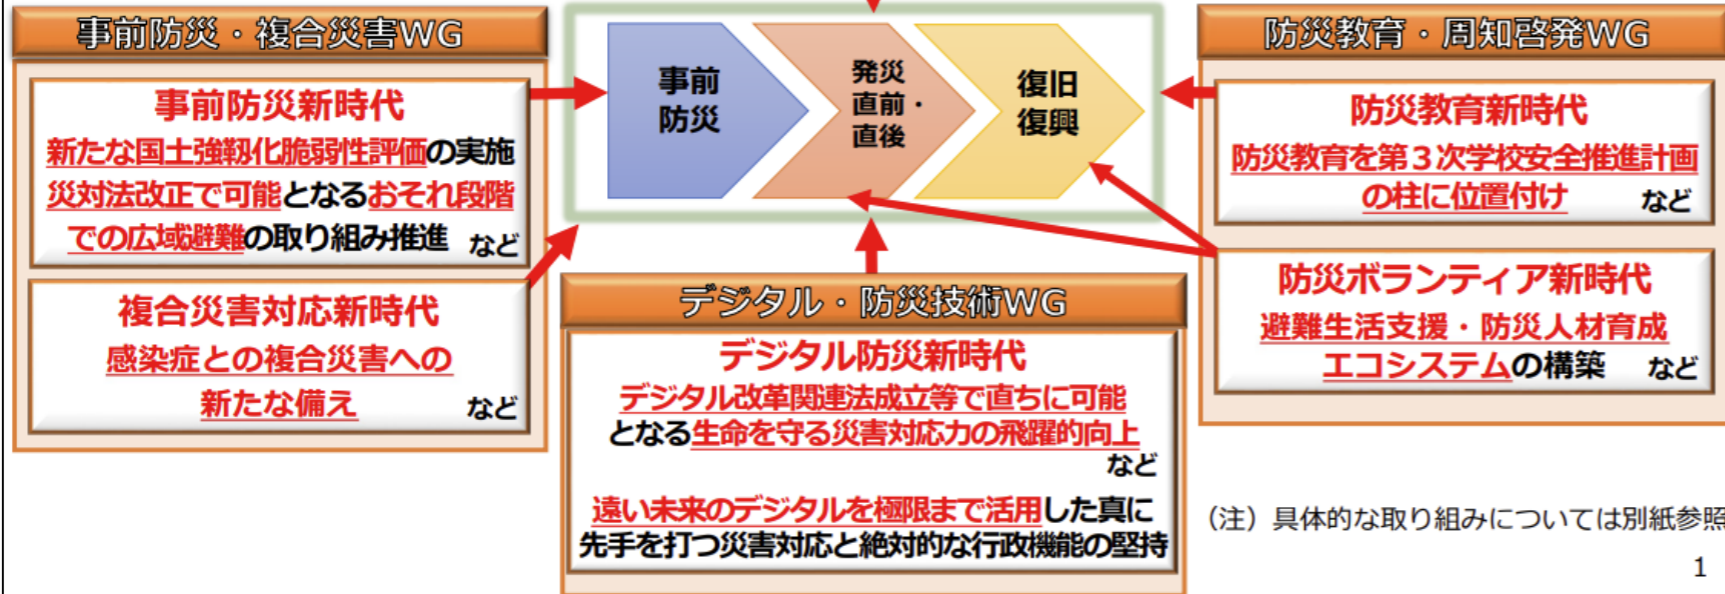 事前防災・複合災害WG
事前防災新時代
新たな国土強靱化脆弱性評価の実施
災対法改正で可能となるおそれ段階
での広域避難の取り組み推進 など
複合災害対応新時代
感染症との複合災害への
新たな備え など
事前
防災
発災
直前・
直後
復旧
復興
デジタル・防災技術WG
デジタル防災新時代
デジタル改革関連法成立等で直ちに可能
となる生命を守る災害対応力の飛躍的向上
など
遠い未来のデジタルを極限まで活用した真に
先手を打つ災害対応と絶対的な行政機能の堅持
防災教育・周知啓発WG
防災教育新時代
防災教育を第３次学校安全推進計画
の柱に位置付け など
防災ボランティア新時代
避難生活支援・防災人材育成
エコシステムの構築 など
（注）具体的な取り組みについては別紙参照
1